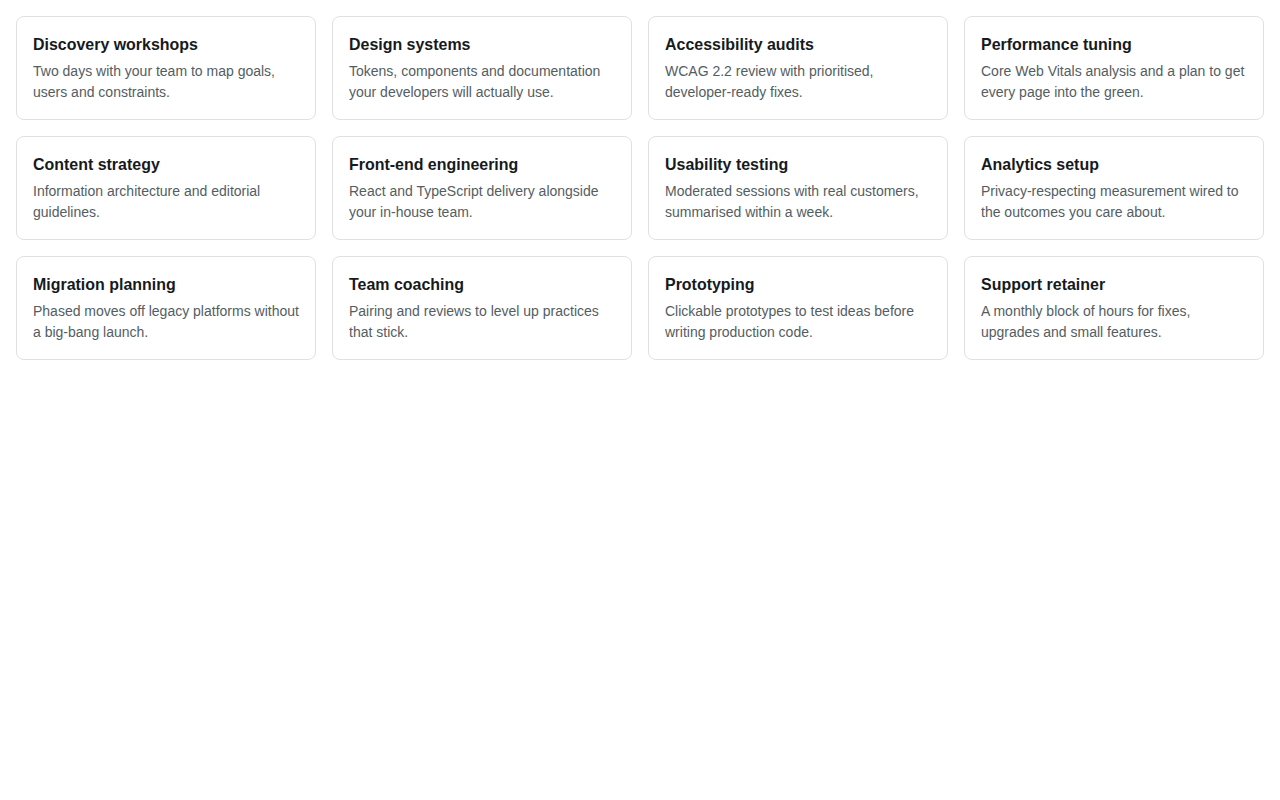 Discovery workshops
Two days with your team to map goals,
users and constraints.
Design systems
Tokens, components and documentation
your developers will actually use.
Accessibility audits
WCAG 2.2 review with prioritised,
developer-ready fixes.
Performance tuning
Core Web Vitals analysis and a plan to get
every page into the green.
Content strategy
Information architecture and editorial
guidelines.
Front-end engineering
React and TypeScript delivery alongside
your in-house team.
Usability testing
Moderated sessions with real customers,
summarised within a week.
Analytics setup
Privacy-respecting measurement wired to
the outcomes you care about.
Migration planning
Phased moves off legacy platforms without
a big-bang launch.
Team coaching
Pairing and reviews to level up practices
that stick.
Prototyping
Clickable prototypes to test ideas before
writing production code.
Support retainer
A monthly block of hours for fixes,
upgrades and small features.